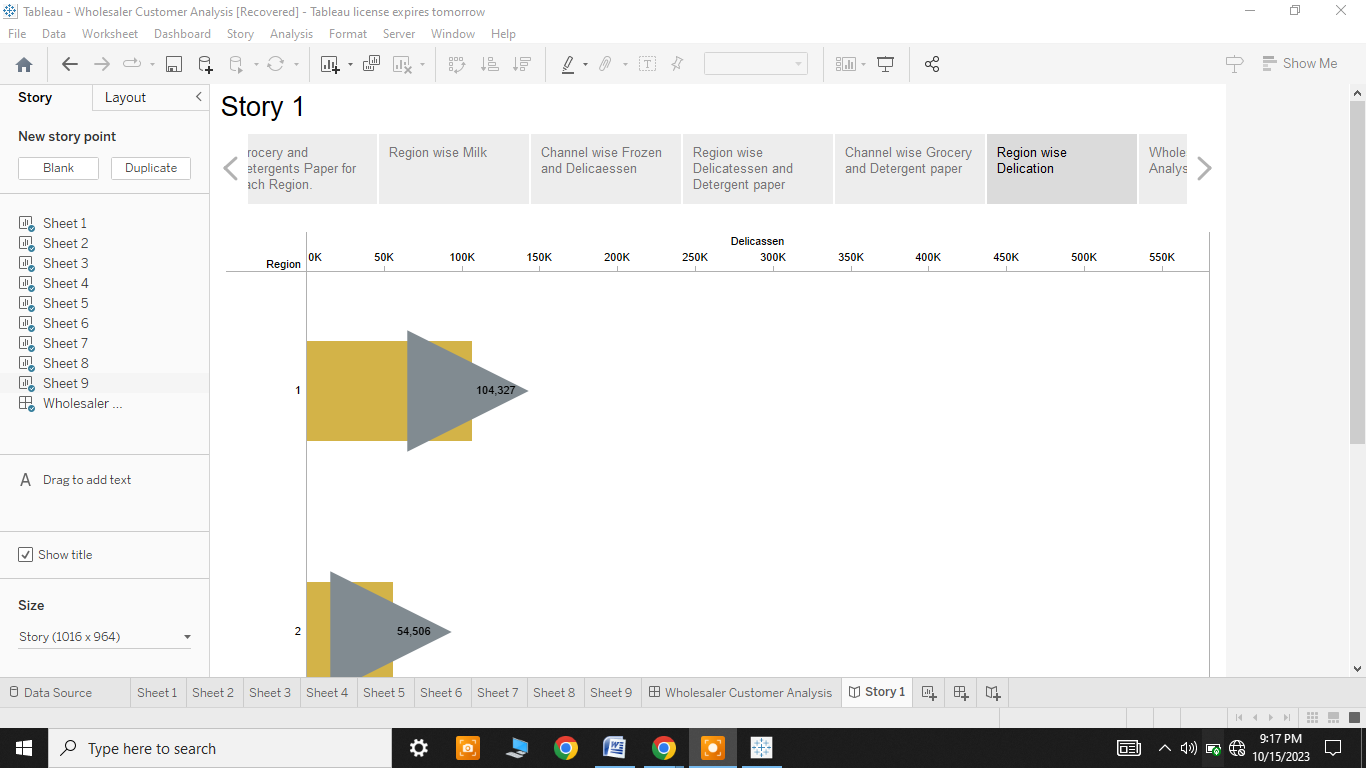 Tableau - Wholesaler Customer Analysis [Recovered] - Tableau license expires tomorrow
File Data Worksheet Dashboard Story Analysis Format Server Window Help
Show Me
Story Layout
New story point
Blank Duplicate
Sheet 1
Sheet 2
Sheet 3
Sheet 4
Sheet 5
Sheet 6
Sheet 7
Sheet 8
Sheet 9
Wholesaler ...
A Drag to add text
Show title
Size
Story (1016 x 964)
Story 1
rocery and
etergents Paper for
ach Region.
Region wise Milk
Channel wise Frozen
and Delicaessen
Region wise
Delicatessen and
Detergent paper
Channel wise Grocery
and Detergent paper
Region wise
Delication
Whole
Analys
Delicassen
Region 0K 50K 100K 150K 200K 250K 300K 350K 400K 450K 500K 550K
1 104,327
2 54,506
Data Source Sheet 1 Sheet 2 Sheet 3 Sheet 4 Sheet 5 Sheet 6 Sheet 7 Sheet 8 Sheet 9 Wholesaler Customer Analysis Story 1
Type here to search
9:17 PM
10/15/2023